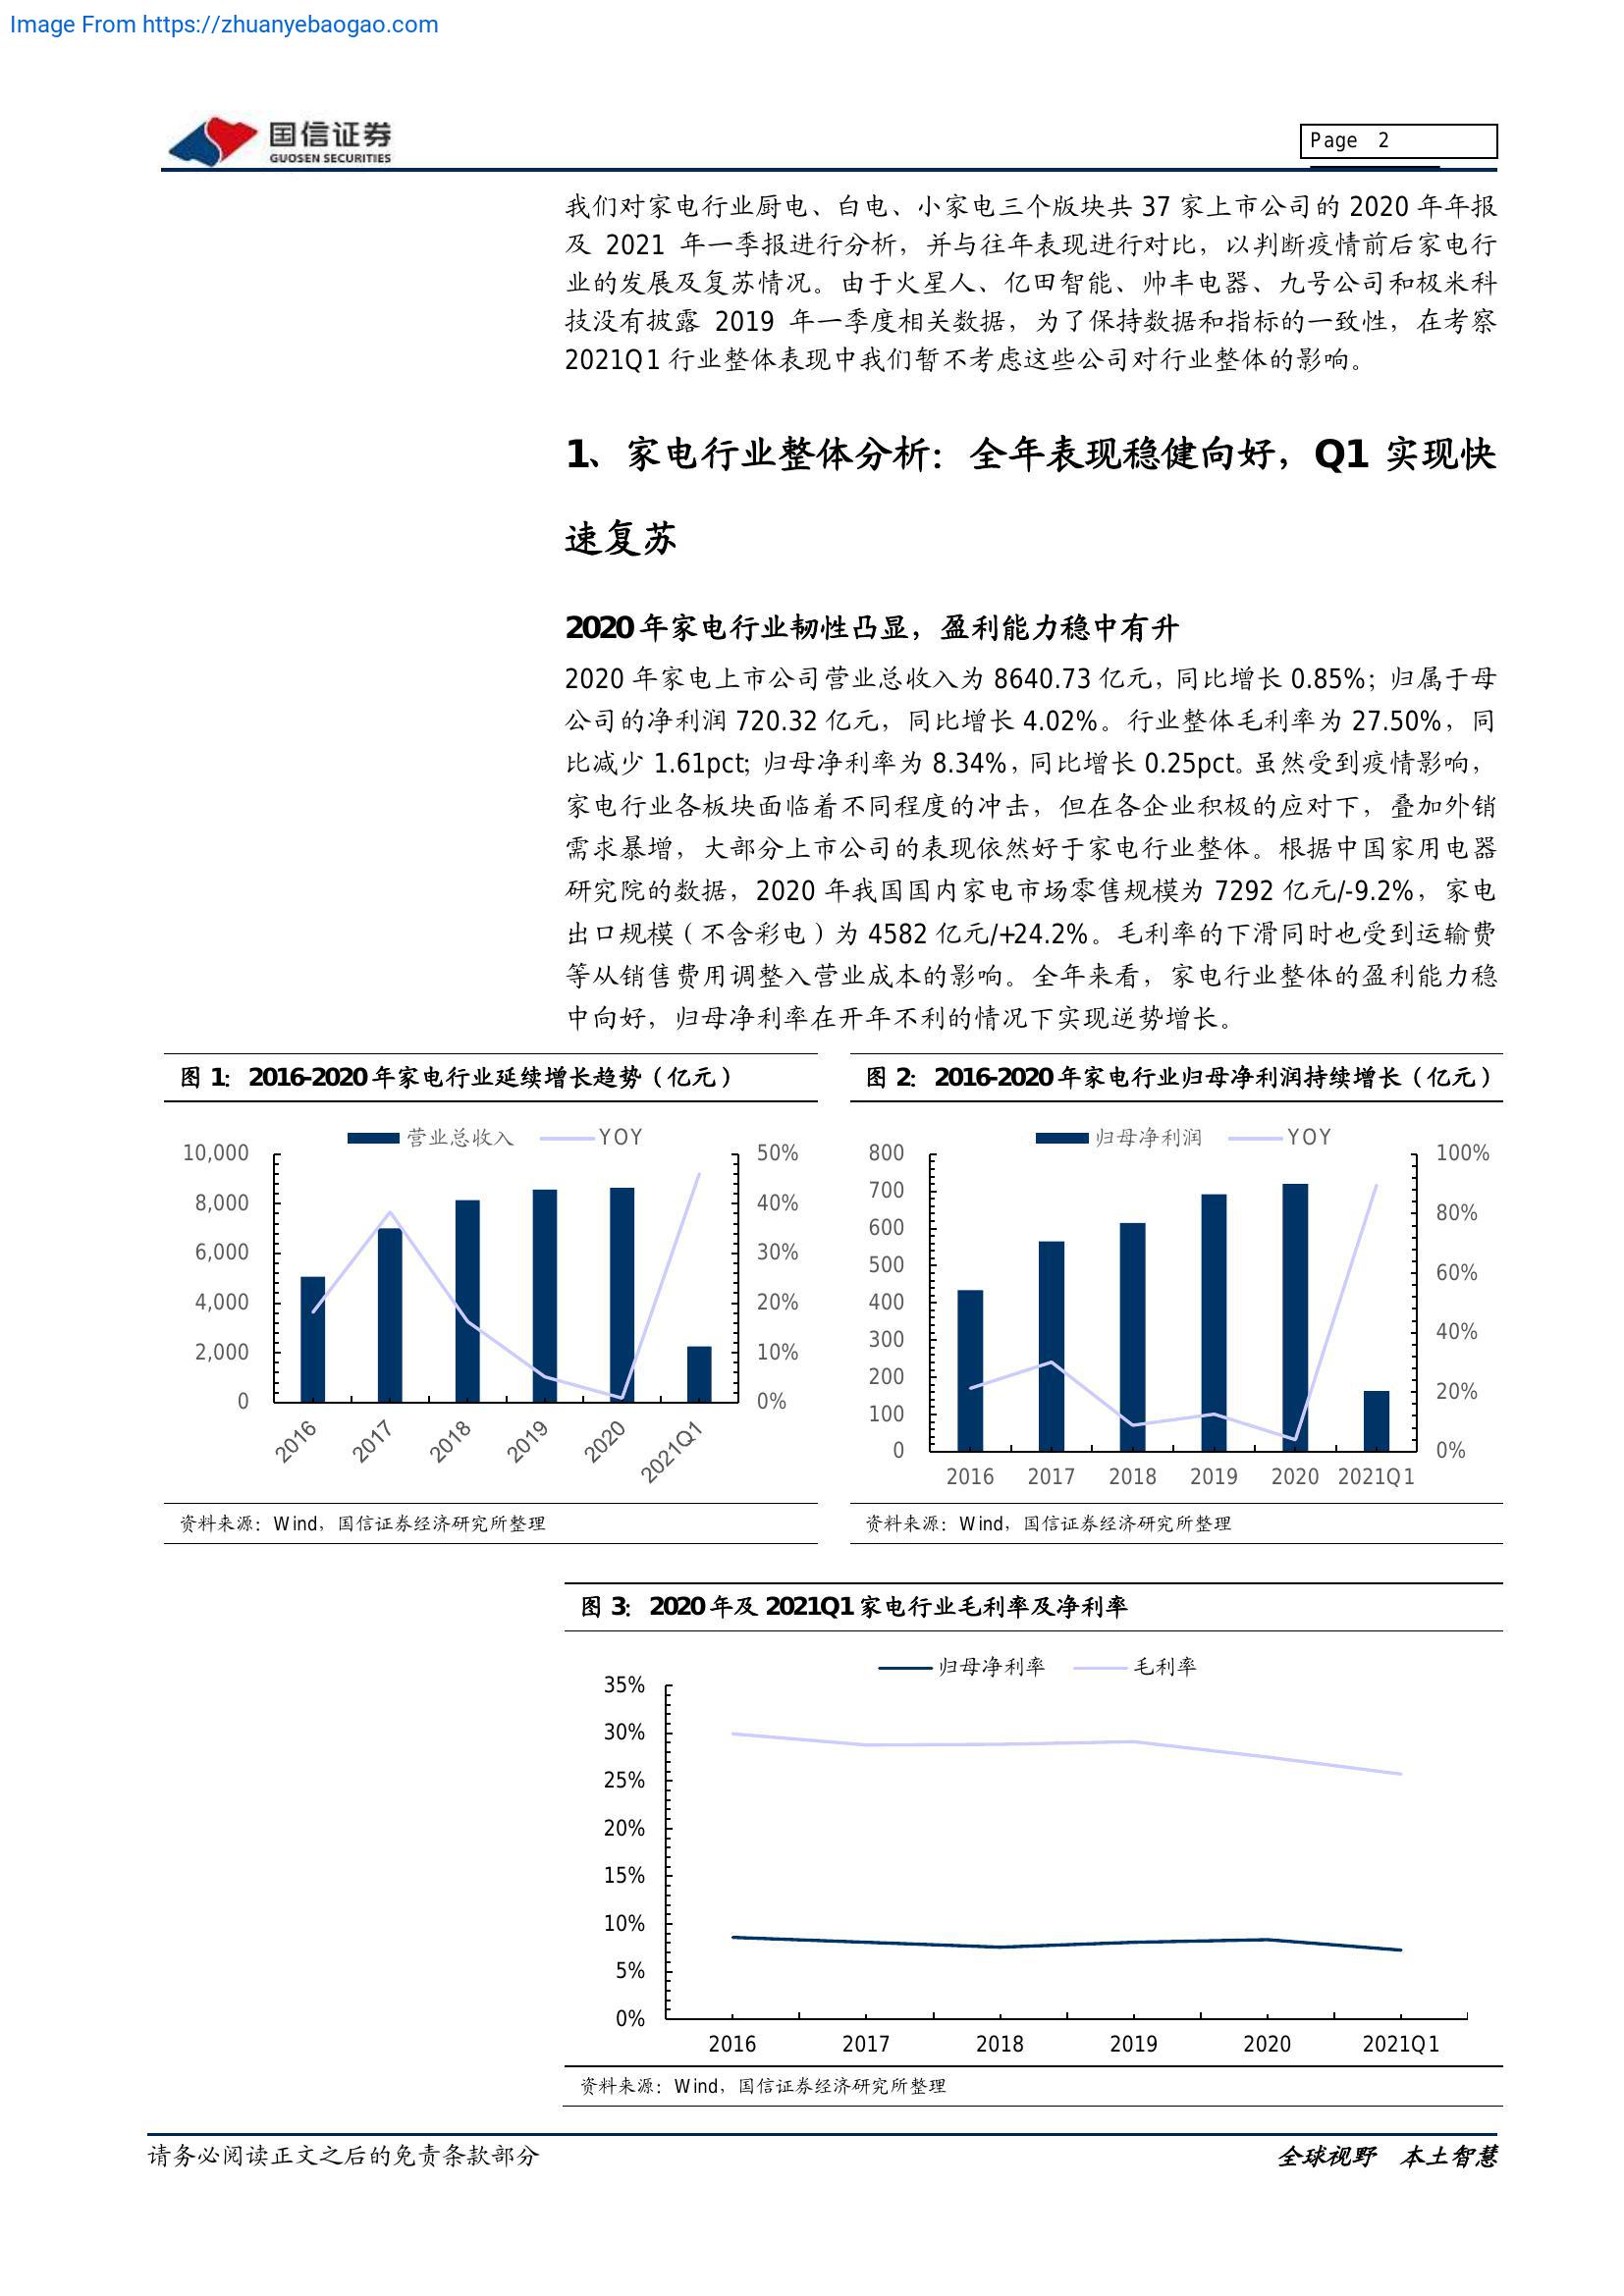 Image From https://zhuanyebaogao.com
国信证券
GUOSEN SECURITIES
Page 2
我们对家电行业厨电、白电、小家电三个版块共 37 家上市公司的 2020 年年报
及 2021 年一季报进行分析，并与往年表现进行对比，以判断疫情前后家电行
业的发展及复苏情况。由于火星人、亿田智能、帅丰电器、九号公司和极米科
技没有披露 2019 年一季度相关数据，为了保持数据和指标的一致性，在考察
2021Q1 行业整体表现中我们暂不考虑这些公司对行业整体的影响。
1、家电行业整体分析：全年表现稳健向好，Q1 实现快
速复苏
2020 年家电行业韧性凸显，盈利能力稳中有升
2020 年家电上市公司营业总收入为 8640.73 亿元，同比增长 0.85%；归属于母
公司的净利润 720.32 亿元，同比增长 4.02%。行业整体毛利率为 27.50%，同
比减少 1.61pct；归母净利率为 8.34%，同比增长 0.25pct。虽然受到疫情影响，
家电行业各板块面临着不同程度的冲击，但在各企业积极的应对下，叠加外销
需求暴增，大部分上市公司的表现依然好于家电行业整体。根据中国家用电器
研究院的数据，2020 年我国国内家电市场零售规模为 7292 亿元/-9.2%，家电
出口规模（不含彩电）为 4582 亿元/+24.2%。毛利率的下滑同时也受到运输费
等从销售费用调整入营业成本的影响。全年来看，家电行业整体的盈利能力稳
中向好，归母净利率在开年不利的情况下实现逆势增长。
图 1：2016-2020 年家电行业延续增长趋势（亿元）
营业总收入 YOY
10,000
8,000
6,000
4,000
2,000
0
50%
40%
30%
20%
10%
0%
2016 2017 2018 2019 2020 2021Q1
资料来源：Wind，国信证券经济研究所整理
图 2：2016-2020 年家电行业归母净利润持续增长（亿元）
归母净利润 YOY
800
700
600
500
400
300
200
100
0
100%
80%
60%
40%
20%
0%
2016 2017 2018 2019 2020 2021Q1
资料来源：Wind，国信证券经济研究所整理
图 3：2020 年及 2021Q1 家电行业毛利率及净利率
归母净利率 毛利率
35%
30%
25%
20%
15%
10%
5%
0%
2016 2017 2018 2019 2020 2021Q1
资料来源：Wind，国信证券经济研究所整理
请务必阅读正文之后的免责条款部分
全球视野 本土智慧